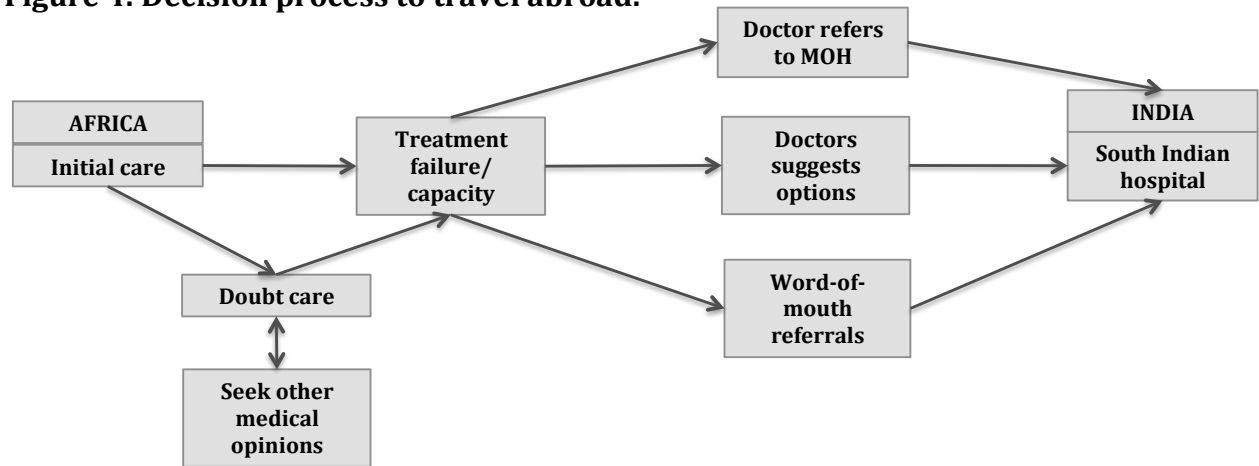 Figure 1. Decision process to travel abroad.
Doctor refers
to MOH
AFRICA
Initial care
Treatment
failure/
capacity
Doctors
suggests
options
INDIA
South Indian
hospital
Doubt care
Word-of-
mouth
referrals
Seek other
medical
opinions